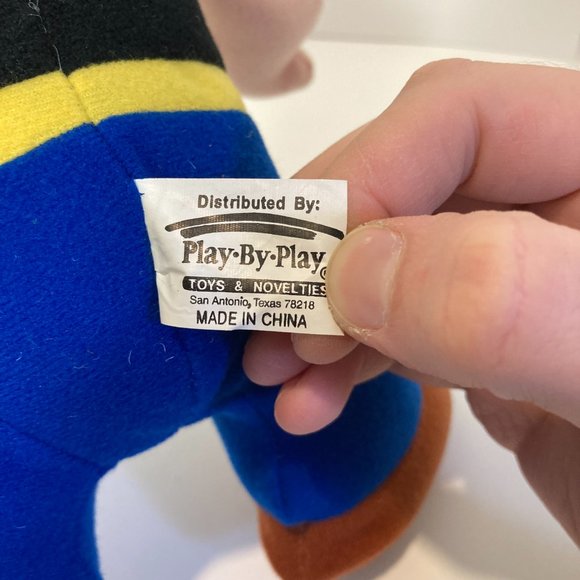 Distributed By:
Play·By·Play®
TOYS & NOVELTIES
San Antonio, Texas 78218
MADE IN CHINA